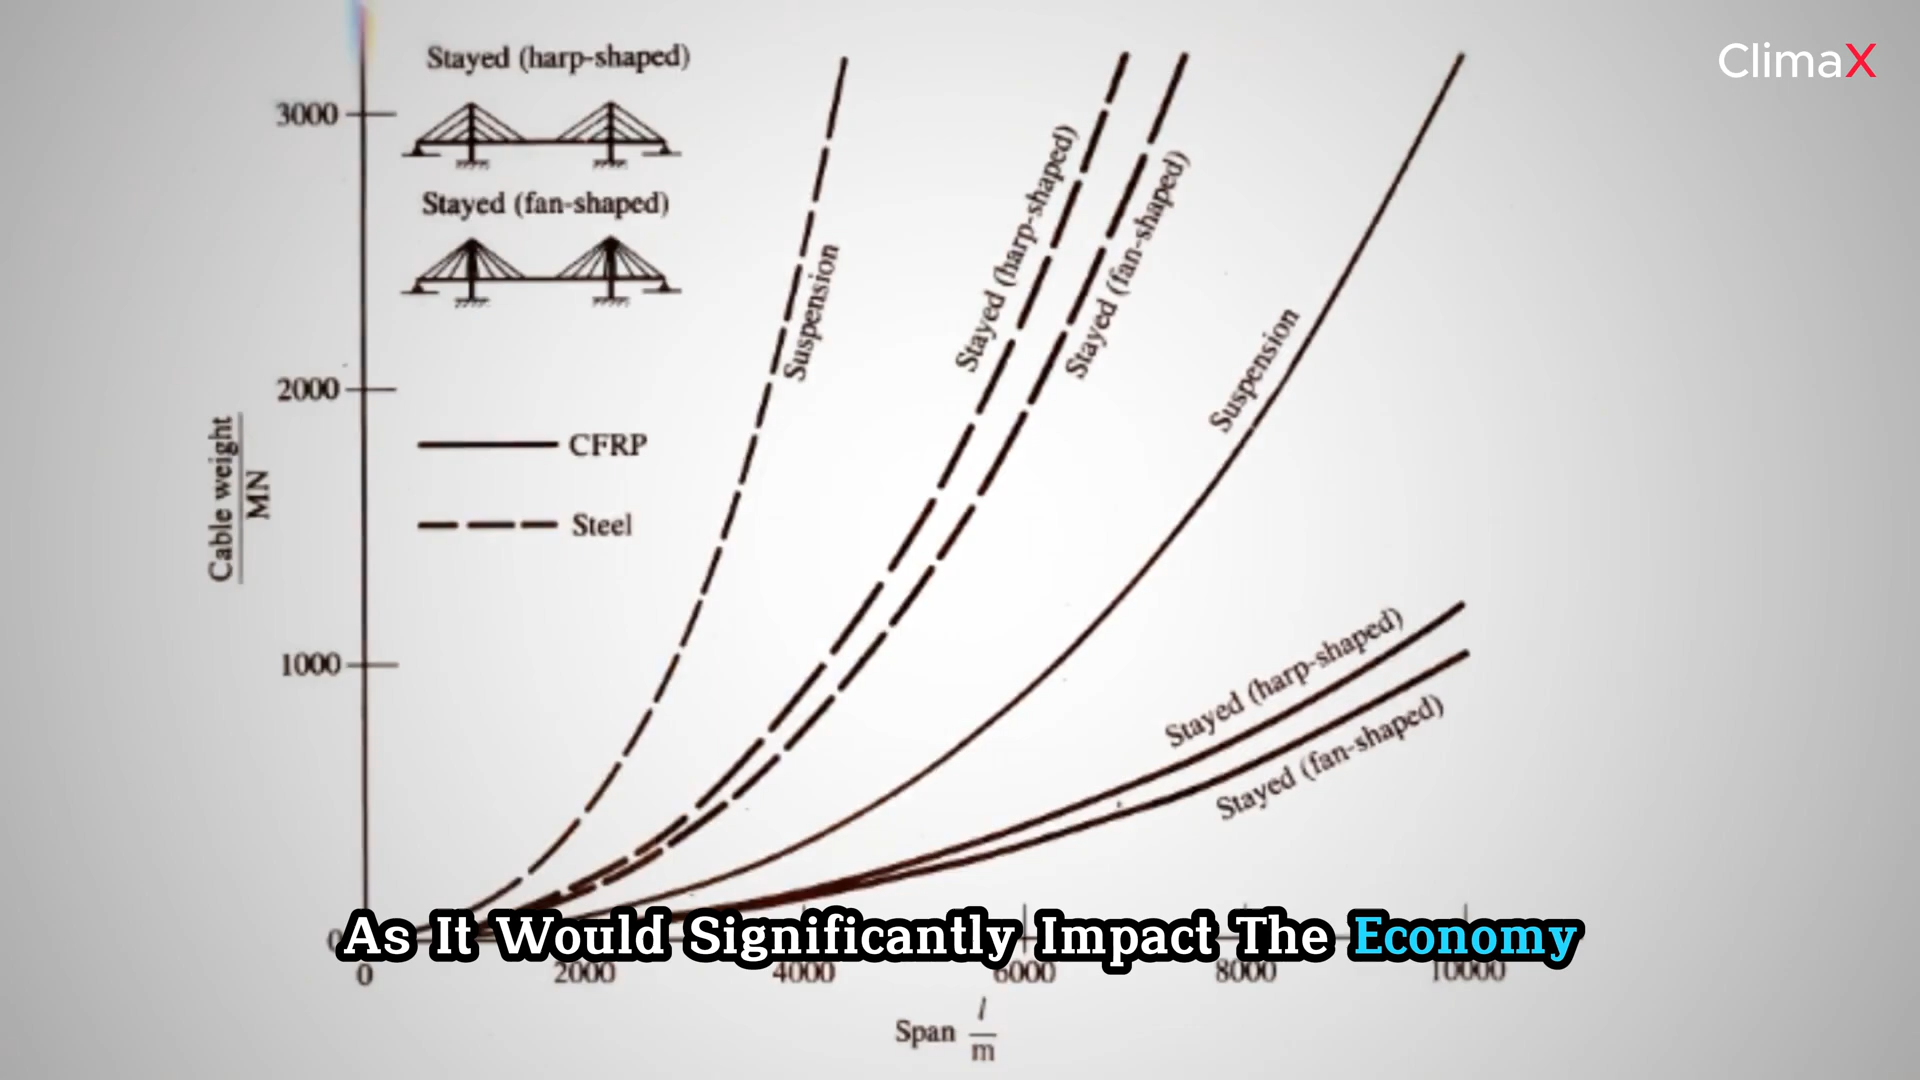 ClimaX
Stayed (harp-shaped)
3000
Stayed (fan-shaped)
Suspension
Stayed (harp-shaped)
Stayed (fan-shaped)
Suspension
2000
CFRP
Cable weight
MN
Steel
1000
Stayed (harp-shaped)
Stayed (fan-shaped)
0
As It Would Significantly Impact The Economy
0 2000 4000 6000 8000 10000
Span l
m